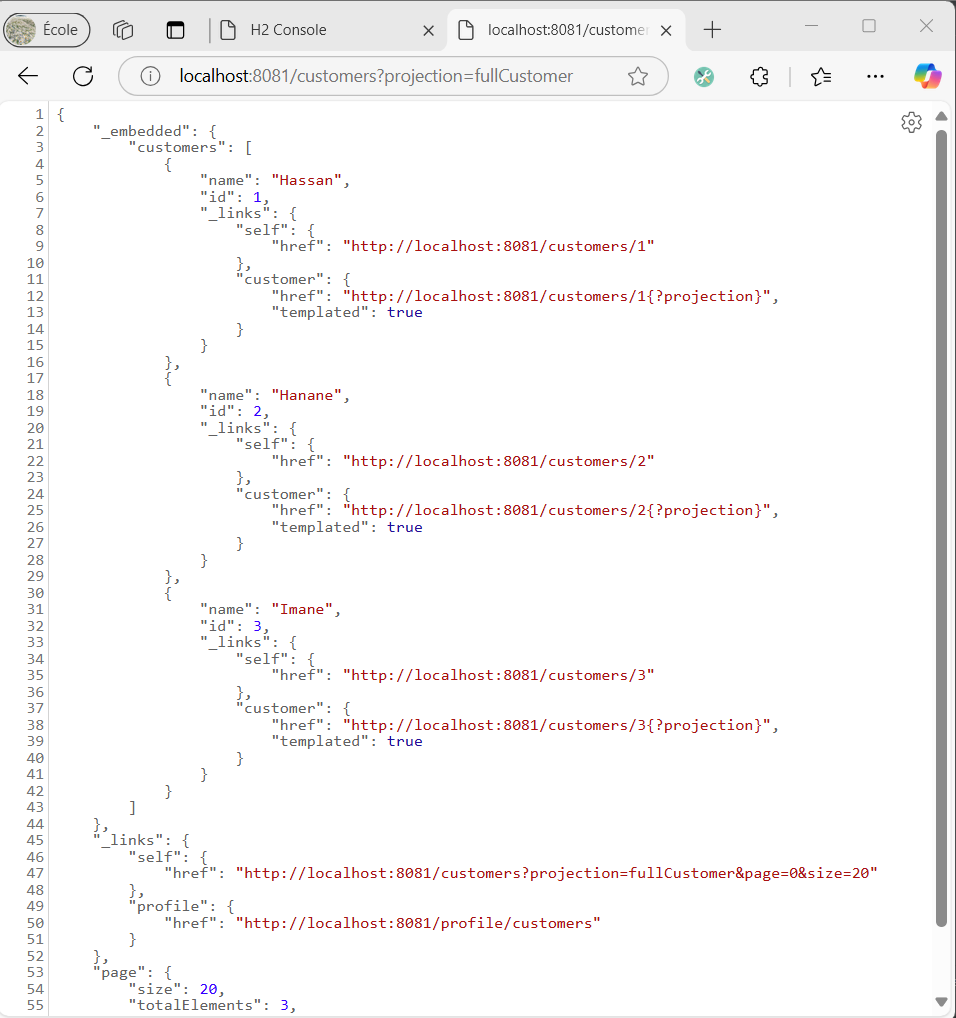 École
H2 Console
localhost:8081/customer
localhost:8081/customers?projection=fullCustomer
1 {
2     "_embedded": {
3         "customers": [
4             {
5                 "name": "Hassan",
6                 "id": 1,
7                 "_links": {
8                     "self": {
9                         "href": "http://localhost:8081/customers/1"
10                     },
11                     "customer": {
12                         "href": "http://localhost:8081/customers/1{?projection}",
13                         "templated": true
14                     }
15                 }
16             },
17             {
18                 "name": "Hanane",
19                 "id": 2,
20                 "_links": {
21                     "self": {
22                         "href": "http://localhost:8081/customers/2"
23                     },
24                     "customer": {
25                         "href": "http://localhost:8081/customers/2{?projection}",
26                         "templated": true
27                     }
28                 }
29             },
30             {
31                 "name": "Imane",
32                 "id": 3,
33                 "_links": {
34                     "self": {
35                         "href": "http://localhost:8081/customers/3"
36                     },
37                     "customer": {
38                         "href": "http://localhost:8081/customers/3{?projection}",
39                         "templated": true
40                     }
41                 }
42             }
43         ]
44     },
45     "_links": {
46         "self": {
47             "href": "http://localhost:8081/customers?projection=fullCustomer&page=0&size=20"
48         },
49         "profile": {
50             "href": "http://localhost:8081/profile/customers"
51         }
52     },
53     "page": {
54         "size": 20,
55         "totalElements": 3,